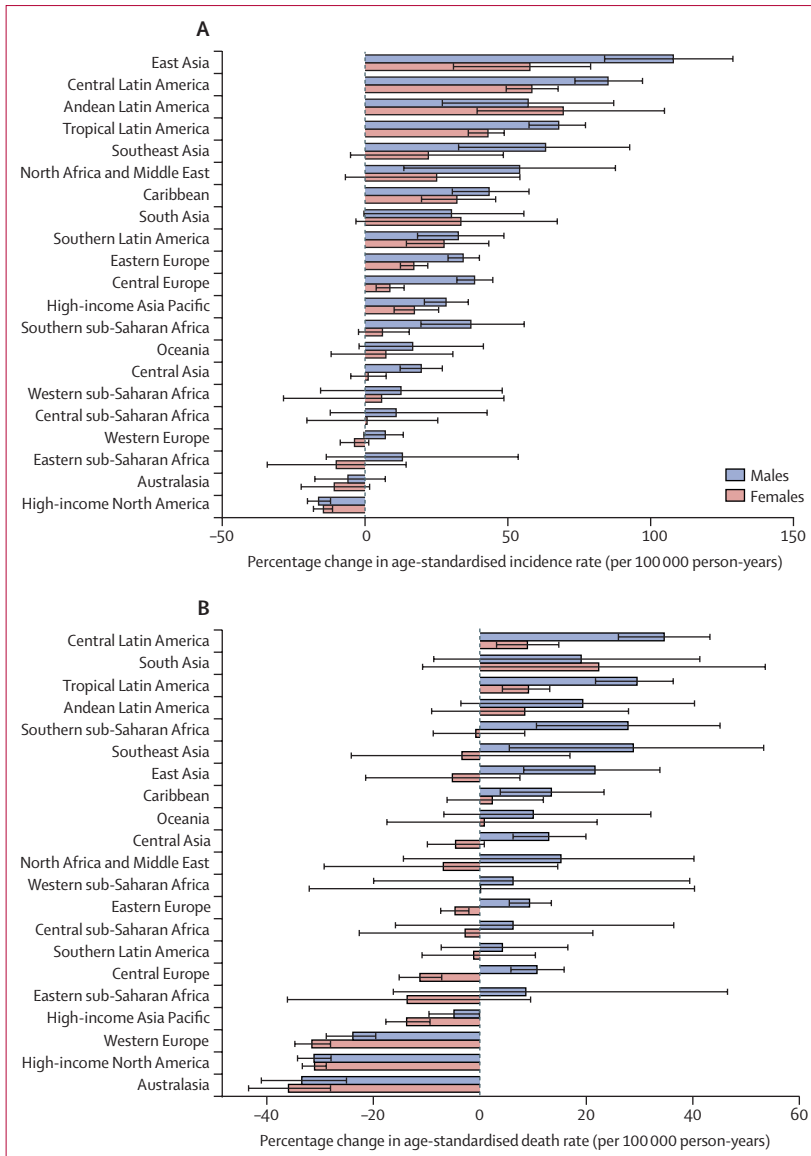 A
East Asia
Central Latin America
Andean Latin America
Tropical Latin America
Southeast Asia
North Africa and Middle East
Caribbean
South Asia
Southern Latin America
Eastern Europe
Central Europe
High-income Asia Pacific
Southern sub-Saharan Africa
Oceania
Central Asia
Western sub-Saharan Africa
Central sub-Saharan Africa
Western Europe
Eastern sub-Saharan Africa
Australasia
High-income North America
Males
Females
–50 0 50 100 150
Percentage change in age-standardised incidence rate (per 100 000 person-years)
B
Central Latin America
South Asia
Tropical Latin America
Andean Latin America
Southern sub-Saharan Africa
Southeast Asia
East Asia
Caribbean
Oceania
Central Asia
North Africa and Middle East
Western sub-Saharan Africa
Eastern Europe
Central sub-Saharan Africa
Southern Latin America
Central Europe
Eastern sub-Saharan Africa
High-income Asia Pacific
Western Europe
High-income North America
Australasia
–40 –20 0 20 40 60
Percentage change in age-standardised death rate (per 100 000 person-years)